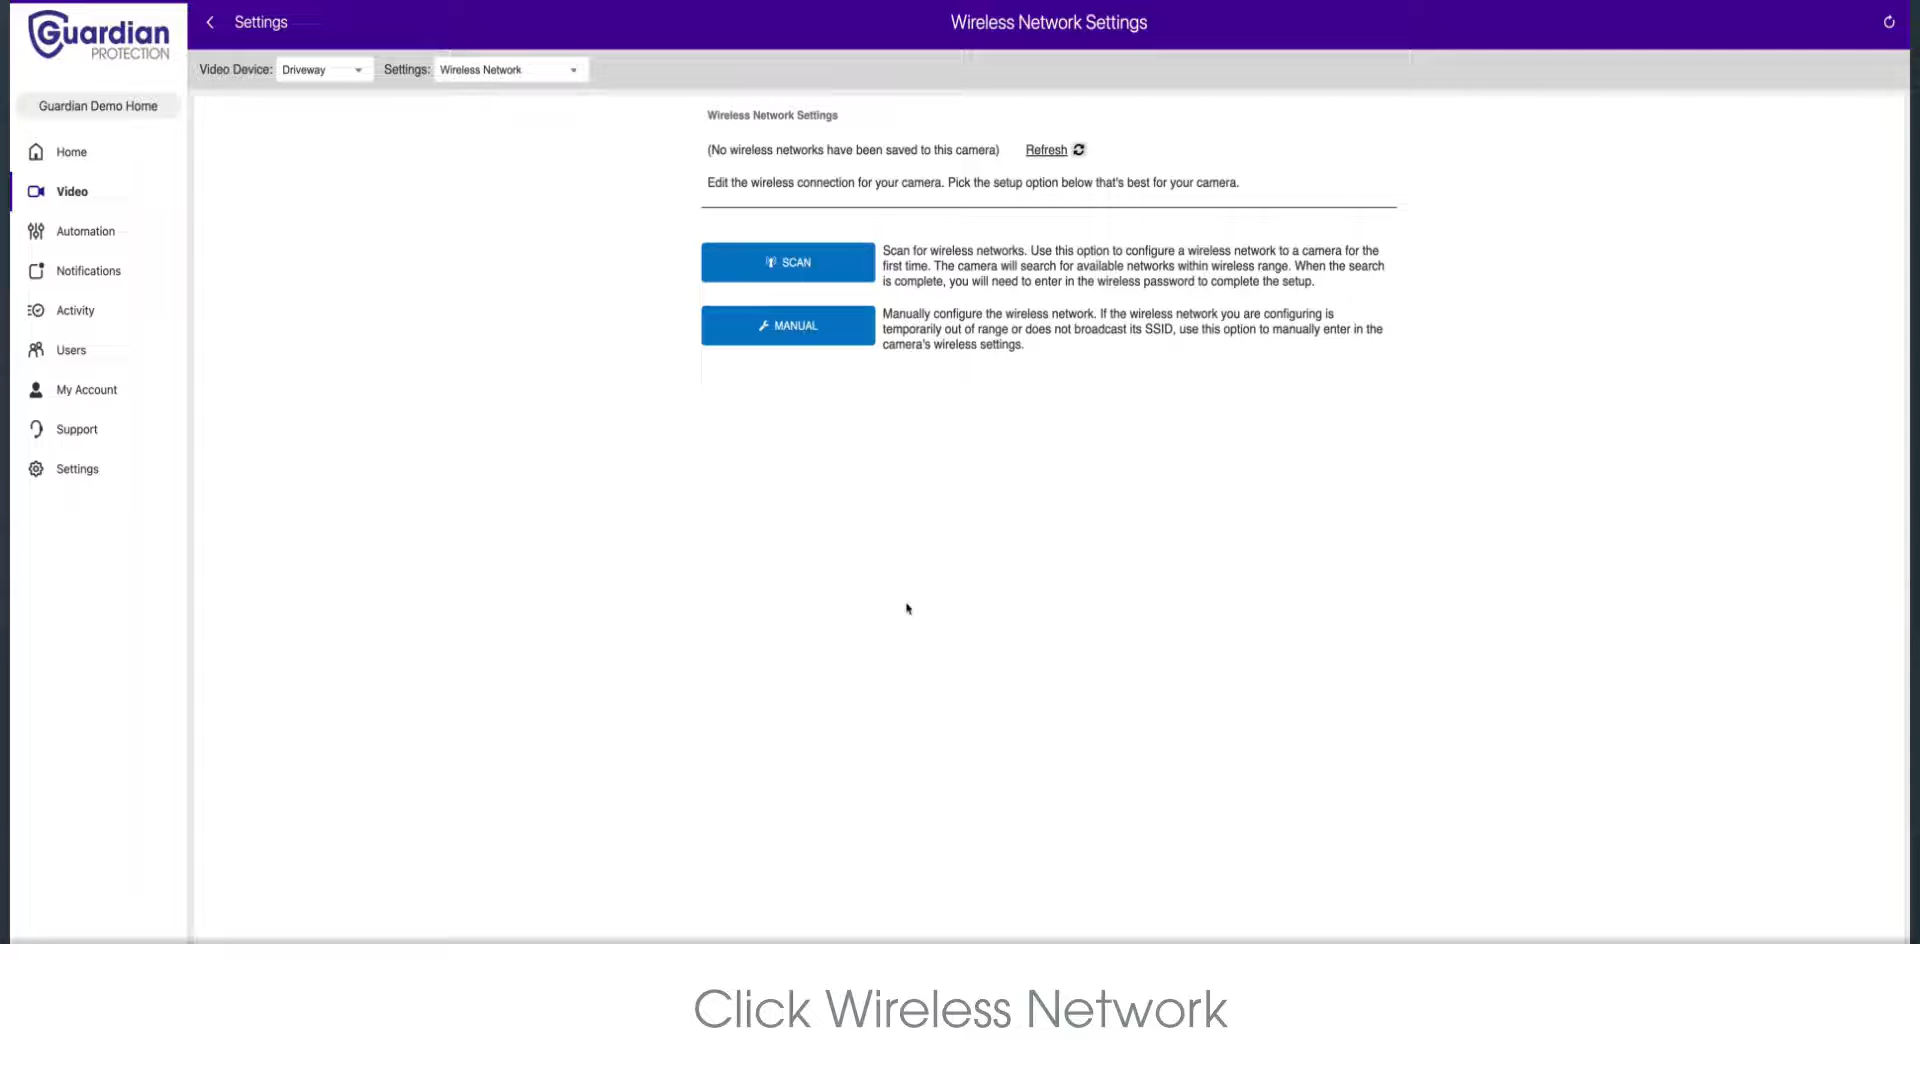 Guardian
PROTECTION
Settings
Wireless Network Settings
Video Device: Driveway Settings: Wireless Network
Guardian Demo Home
Home
Video
Automation
Notifications
Activity
Users
My Account
Support
Settings
Wireless Network Settings
(No wireless networks have been saved to this camera) Refresh
Edit the wireless connection for your camera. Pick the setup option below that's best for your camera.
SCAN
Scan for wireless networks. Use this option to configure a wireless network to a camera for the
first time. The camera will search for available networks within wireless range. When the search
is complete, you will need to enter in the wireless password to complete the setup.
MANUAL
Manually configure the wireless network. If the wireless network you are configuring is
temporarily out of range or does not broadcast its SSID, use this option to manually enter in the
camera's wireless settings.
Click Wireless Network